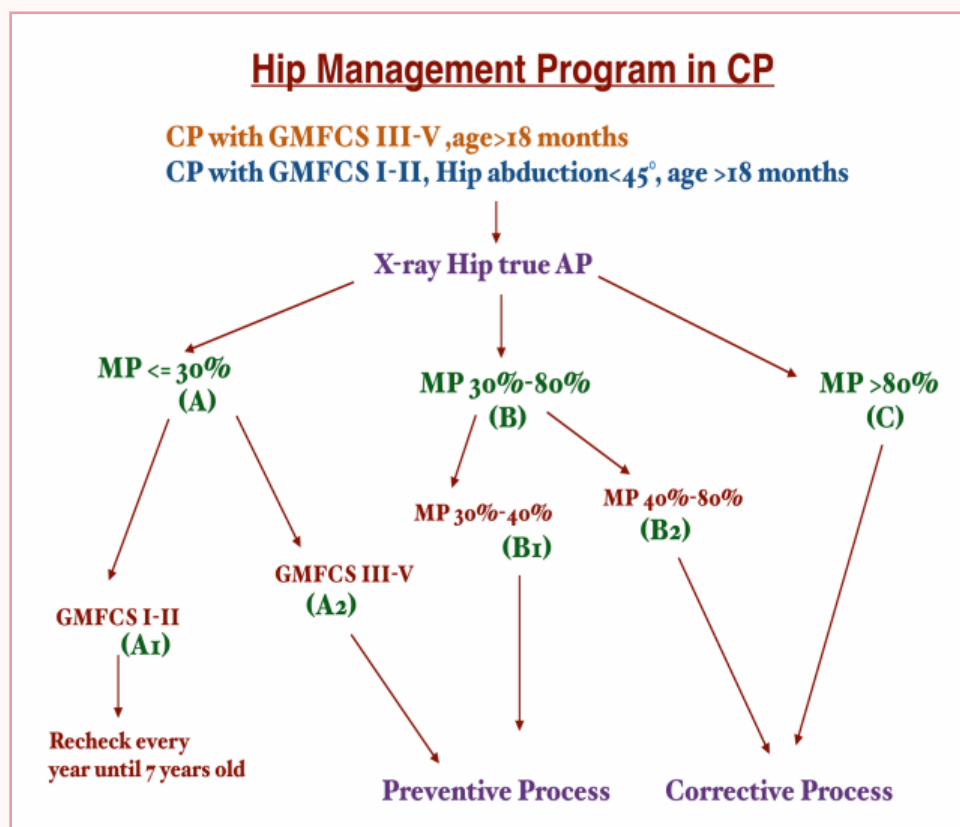 Hip Management Program in CP
CP with GMFCS III-V ,age>18 months
CP with GMFCS I-II, Hip abduction<45°, age >18 months
X-ray Hip true AP
MP <= 30%
(A)
MP 30%-80%
(B)
MP >80%
(C)
MP 30%-40%
(B1)
MP 40%-80%
(B2)
GMFCS I-II
(A1)
GMFCS III-V
(A2)
Recheck every
year until 7 years old
Preventive Process
Corrective Process